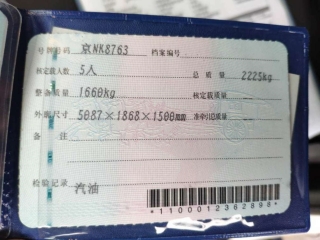 号牌号码 京NK8763 档案编号
核定载人数 5人 总质量 2225kg
整备质量 1660kg 核定载质量
外廓尺寸 5087×1868×1500mm 准牵引总质量
备注
检验记录 汽油
*1100012362898*